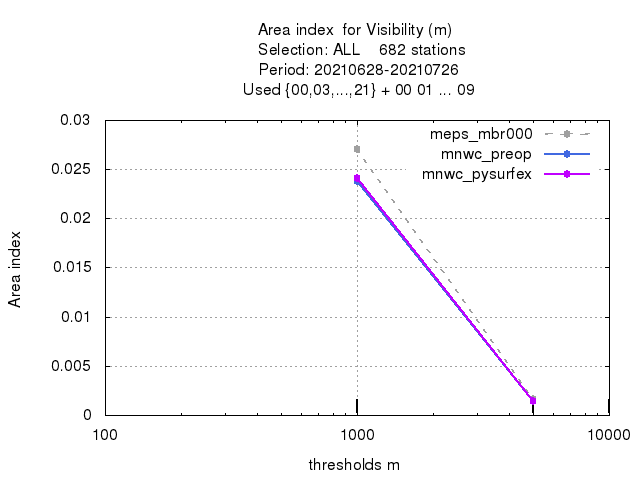 Area index  for Visibility (m)
Selection: ALL    682 stations
Period: 20210628-20210726
Used {00,03,...,21} + 00 01 ... 09
0.03
0.025
0.02
0.015
0.01
0.005
0
Area index
meps_mbr000
mnwc_preop
mnwc_pysurfex
100
1000
10000
thresholds m